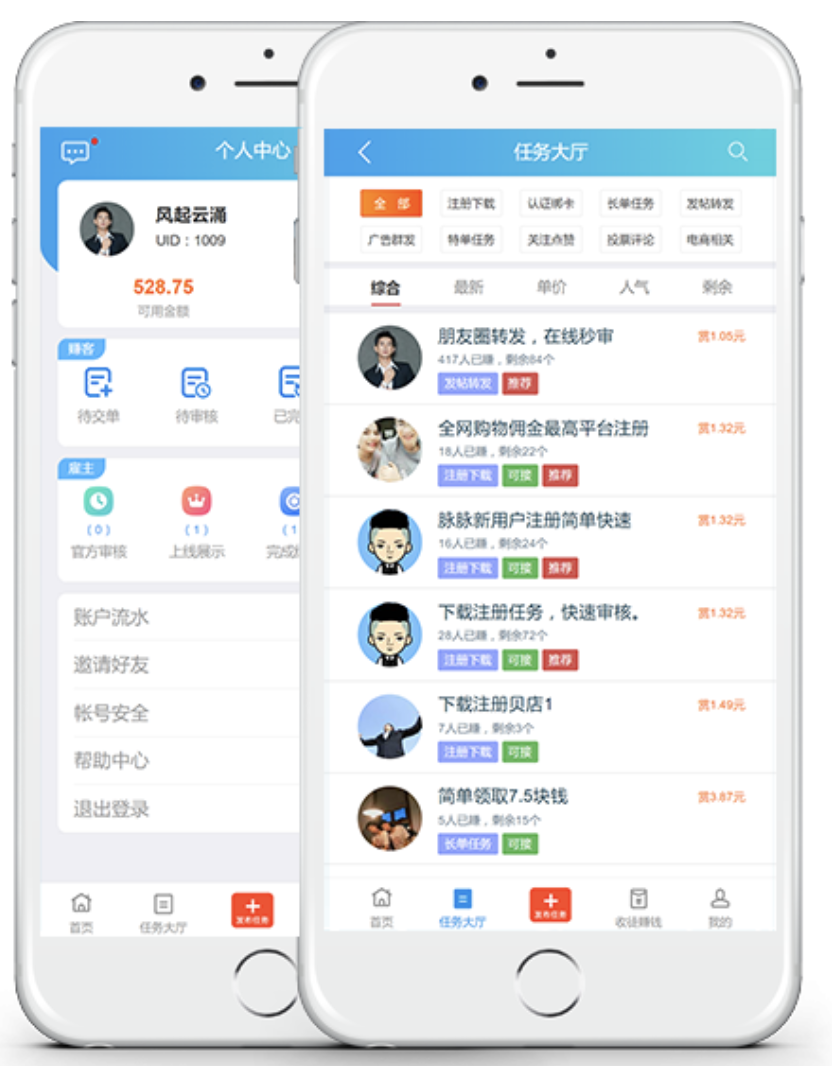 个人中心
风起云涌
UID：1009
528.75
可用金额
赚客
待交单
待审核
已完
雇主
(0)
(1)
(1
官方审核
上线展示
完成
账户流水
邀请好友
帐号安全
帮助中心
退出登录
首页
任务大厅
发布任务
任务大厅
全 部
注册下载
认证绑卡
长单任务
发帖转发
广告群发
特单任务
关注点赞
投票评论
电商相关
综合
最新
单价
人气
剩余
朋友圈转发，在线秒审
赏1.05元
417人已赚，剩余84个
发帖转发
推荐
全网购物佣金最高平台注册
赏1.32元
18人已赚，剩余22个
注册下载
可接
推荐
脉脉新用户注册简单快速
赏1.32元
16人已赚，剩余24个
注册下载
可接
推荐
下载注册任务，快速审核。
赏1.32元
28人已赚，剩余72个
注册下载
可接
推荐
下载注册贝店1
赏1.49元
7人已赚，剩余3个
注册下载
可接
简单领取7.5块钱
赏3.87元
5人已赚，剩余15个
长单任务
可接
首页
任务大厅
发布任务
收徒赚钱
我的